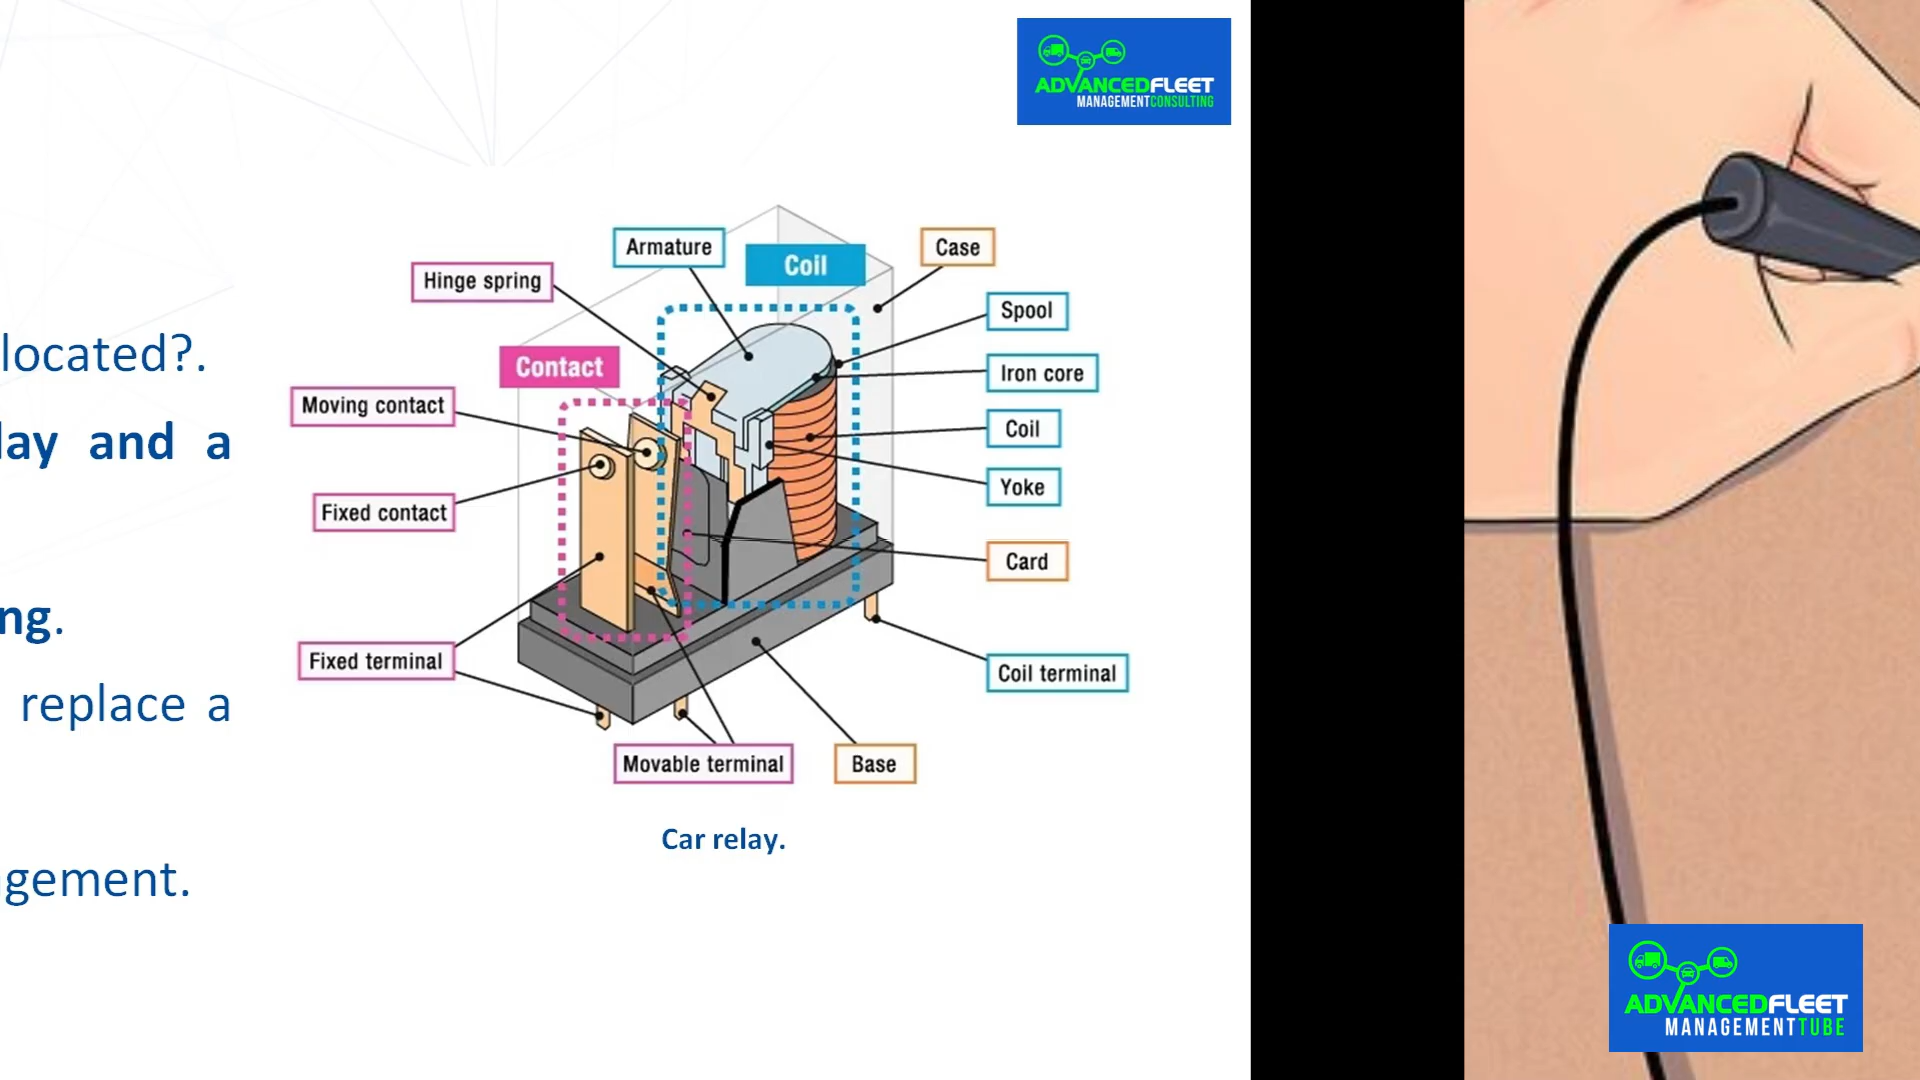 ADVANCEDFLEET
MANAGEMENTCONSULTING
located?.
lay and a
ng.
replace a
gement.
Armature
Coil
Case
Hinge spring
Spool
Contact
Iron core
Moving contact
Coil
Yoke
Fixed contact
Card
Fixed terminal
Coil terminal
Movable terminal
Base
Car relay.
ADVANCEDFLEET
MANAGEMENTTUBE